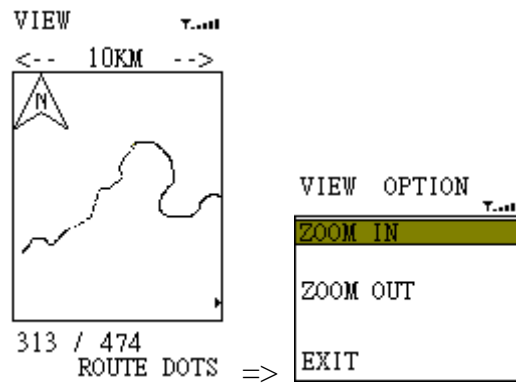 VIEW
<-- 10KM -->
N
313 / 474
ROUTE DOTS
=>
VIEW OPTION
ZOOM IN
ZOOM OUT
EXIT